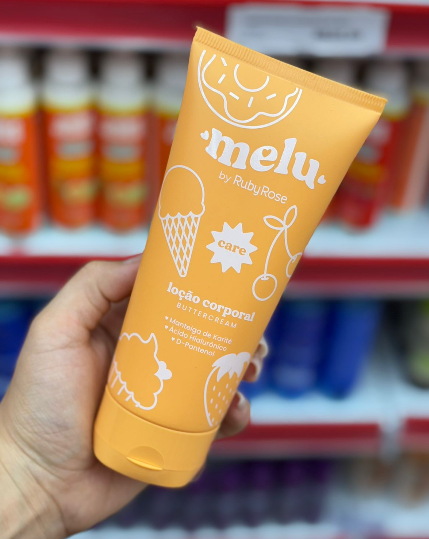 melu
by RubyRose
care
loção corporal
BUTTERCREAM
• Manteiga de Karité
• Ácido Hialurônico
• D-Pantenol